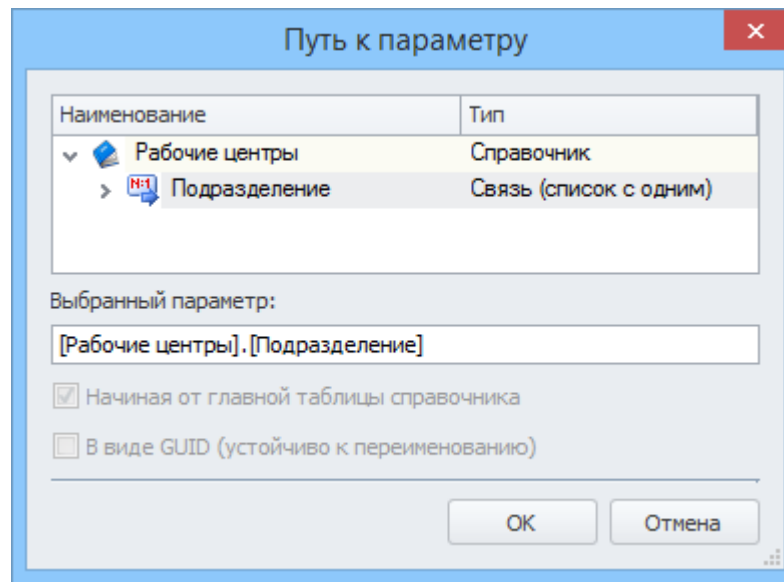 Путь к параметру
Наименование Тип
Рабочие центры Справочник
N:1 Подразделение Связь (список с одним)
Выбранный параметр:
[Рабочие центры].[Подразделение]
Начиная от главной таблицы справочника
В виде GUID (устойчиво к переименованию)
ОК Отмена